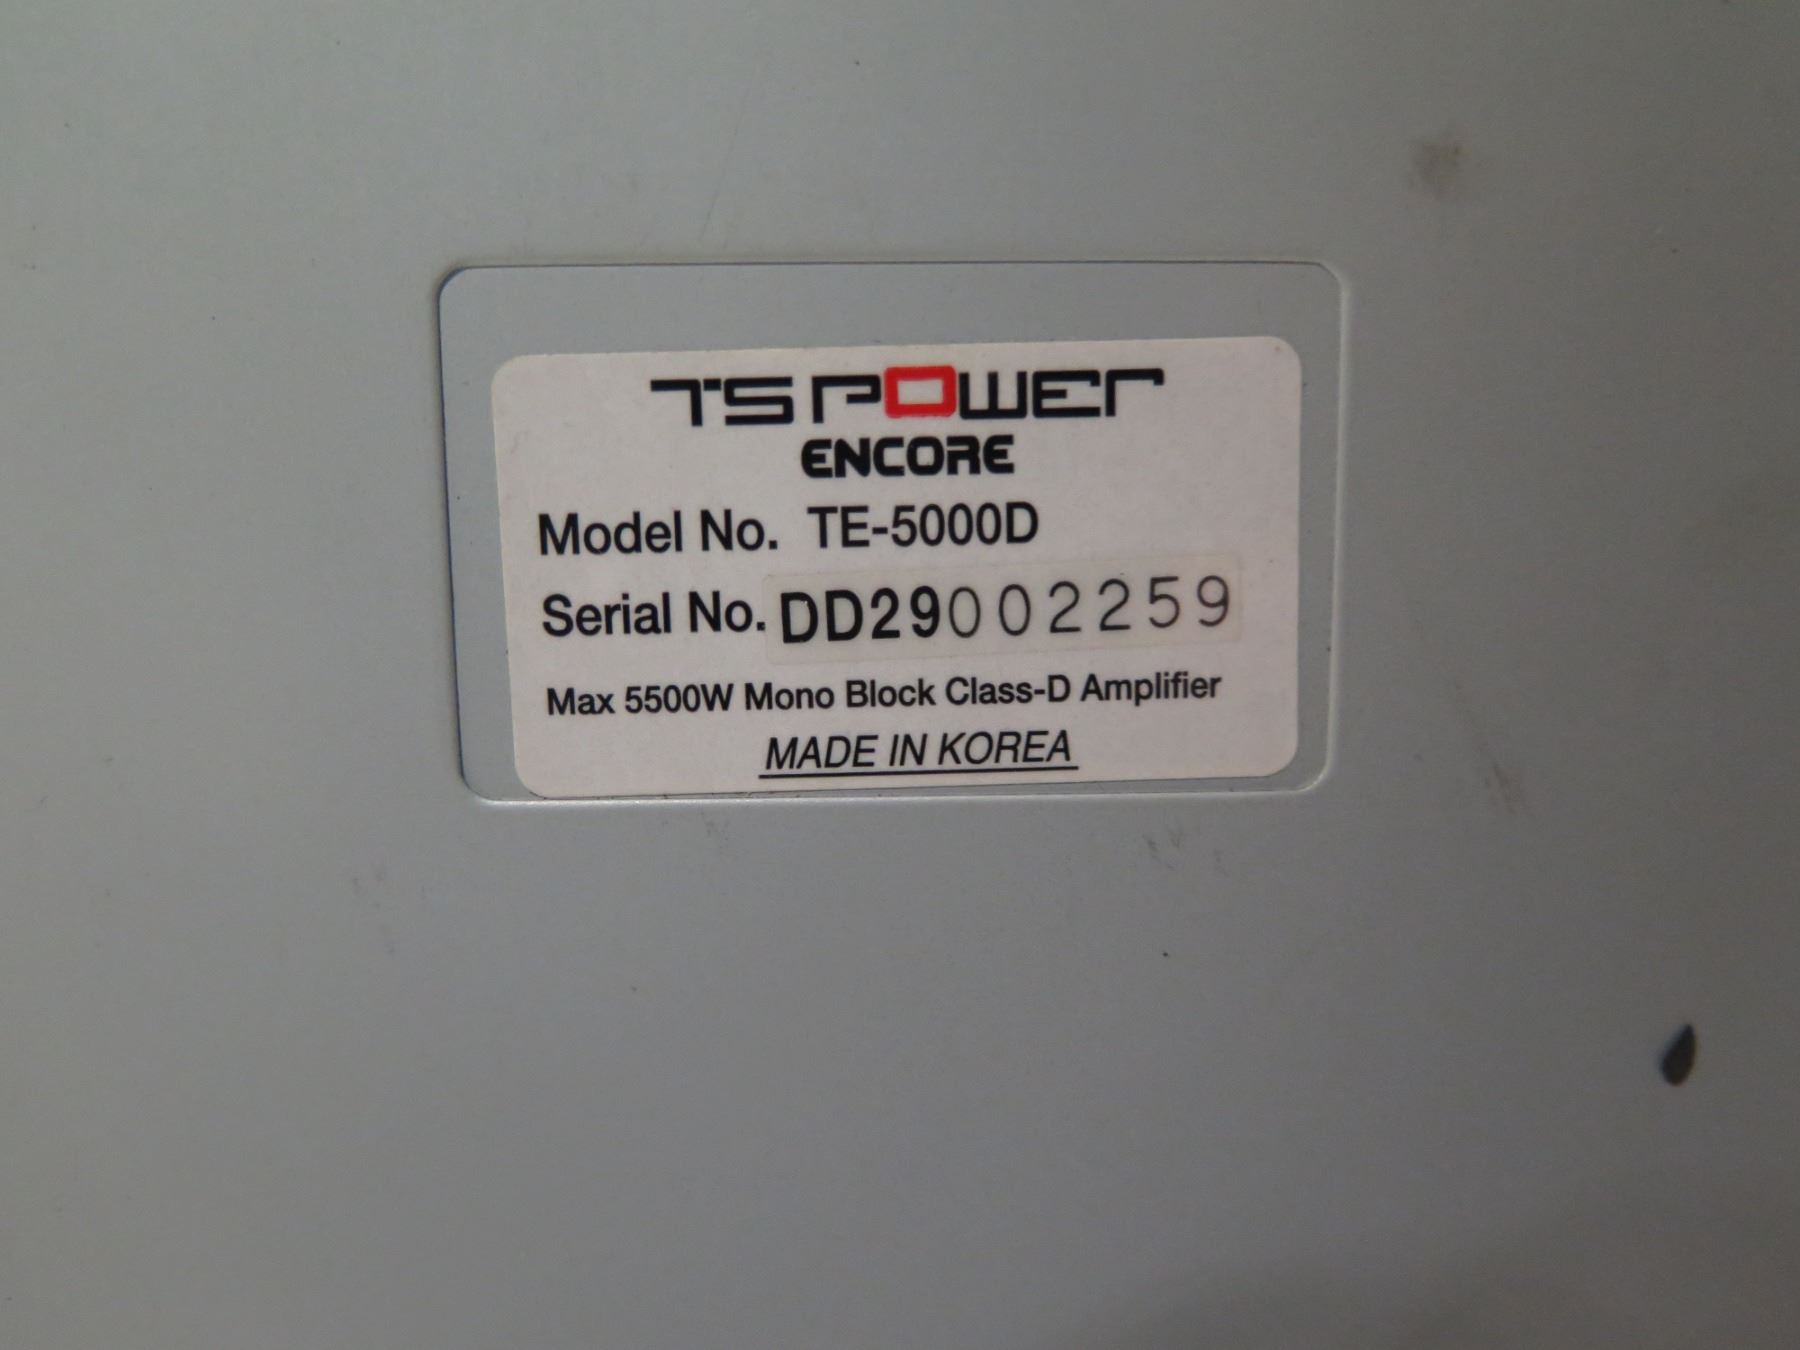 TS POWER
ENCORE
Model No. TE-5000D
Serial No. DD29002259
Max 5500W Mono Block Class-D Amplifier
MADE IN KOREA